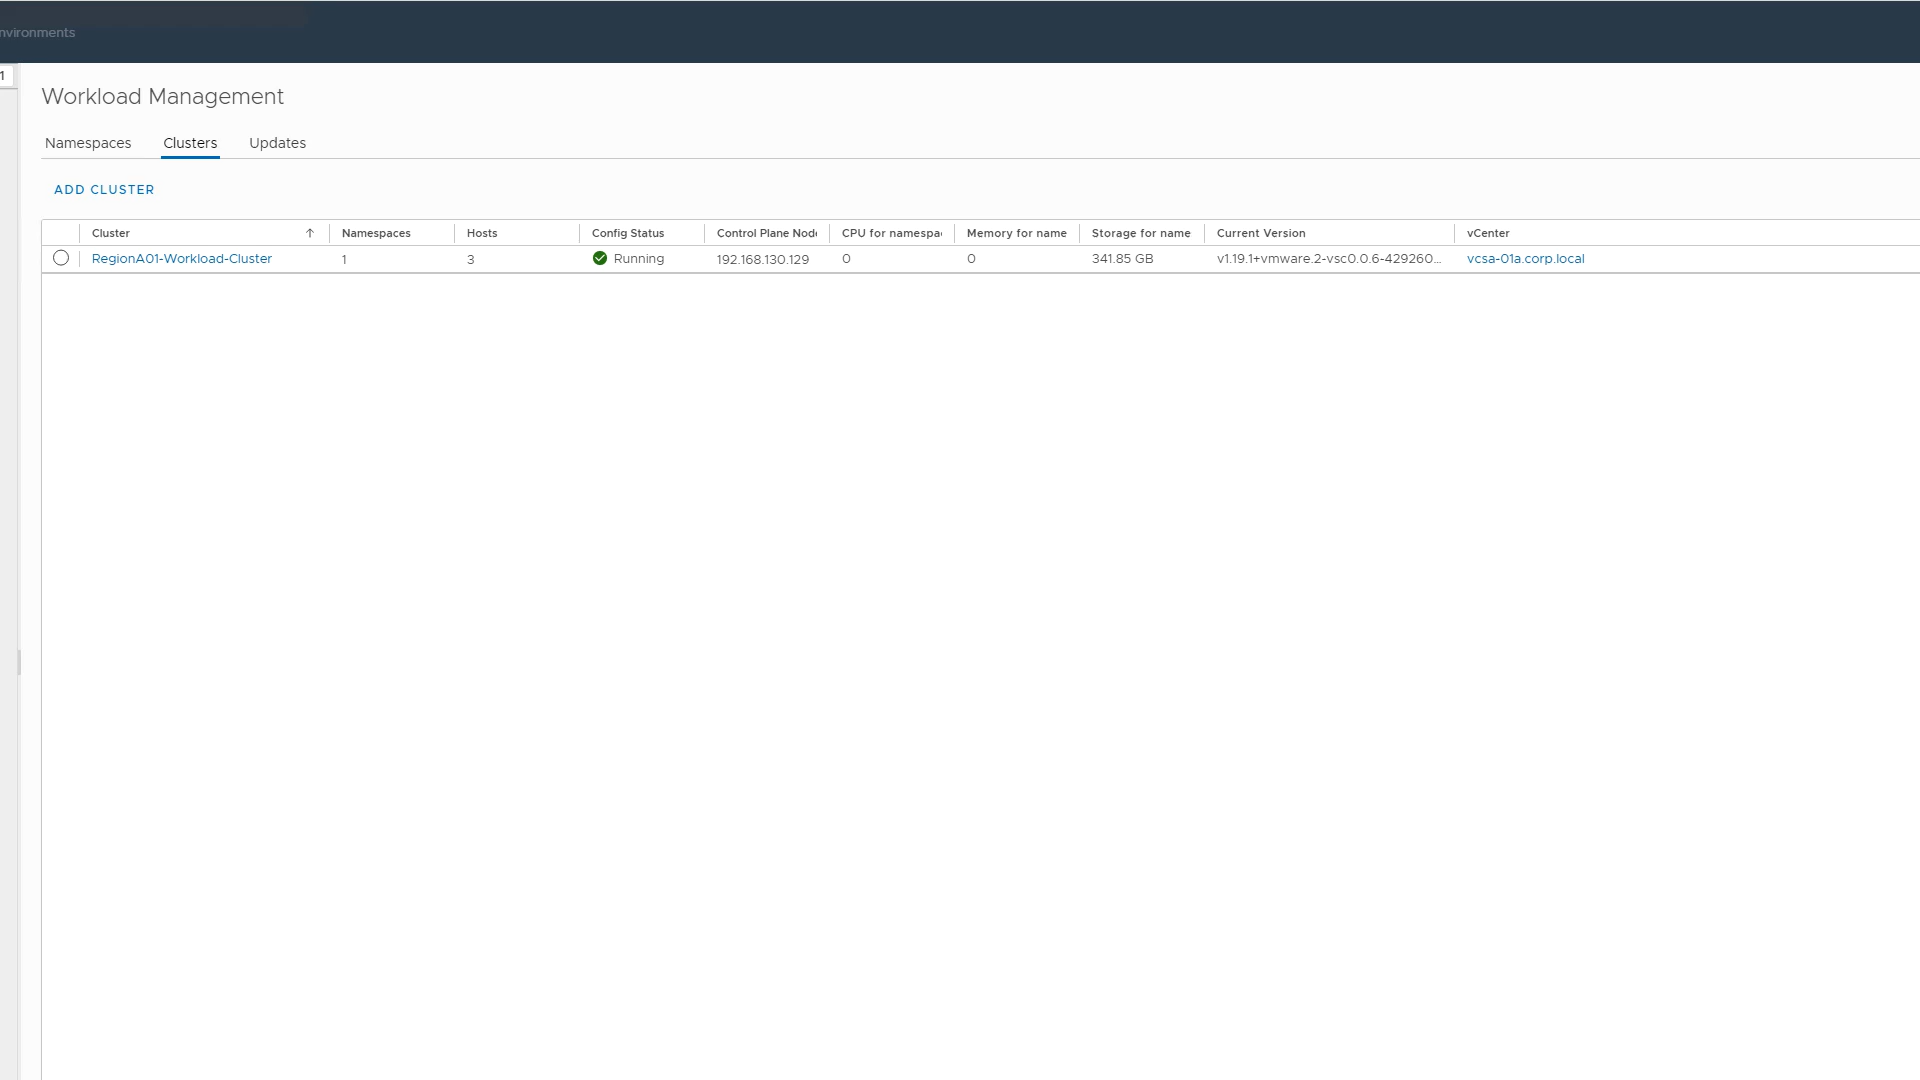 nvironments
1
Workload Management
Namespaces Clusters Updates
ADD CLUSTER
Cluster Namespaces Hosts Config Status Control Plane Node CPU for namespa Memory for name Storage for name Current Version vCenter
RegionA01-Workload-Cluster 1 3 Running 192.168.130.129 0 0 341.85 GB v1.19.1+vmware.2-vsc0.0.6-429260... vcsa-01a.corp.local